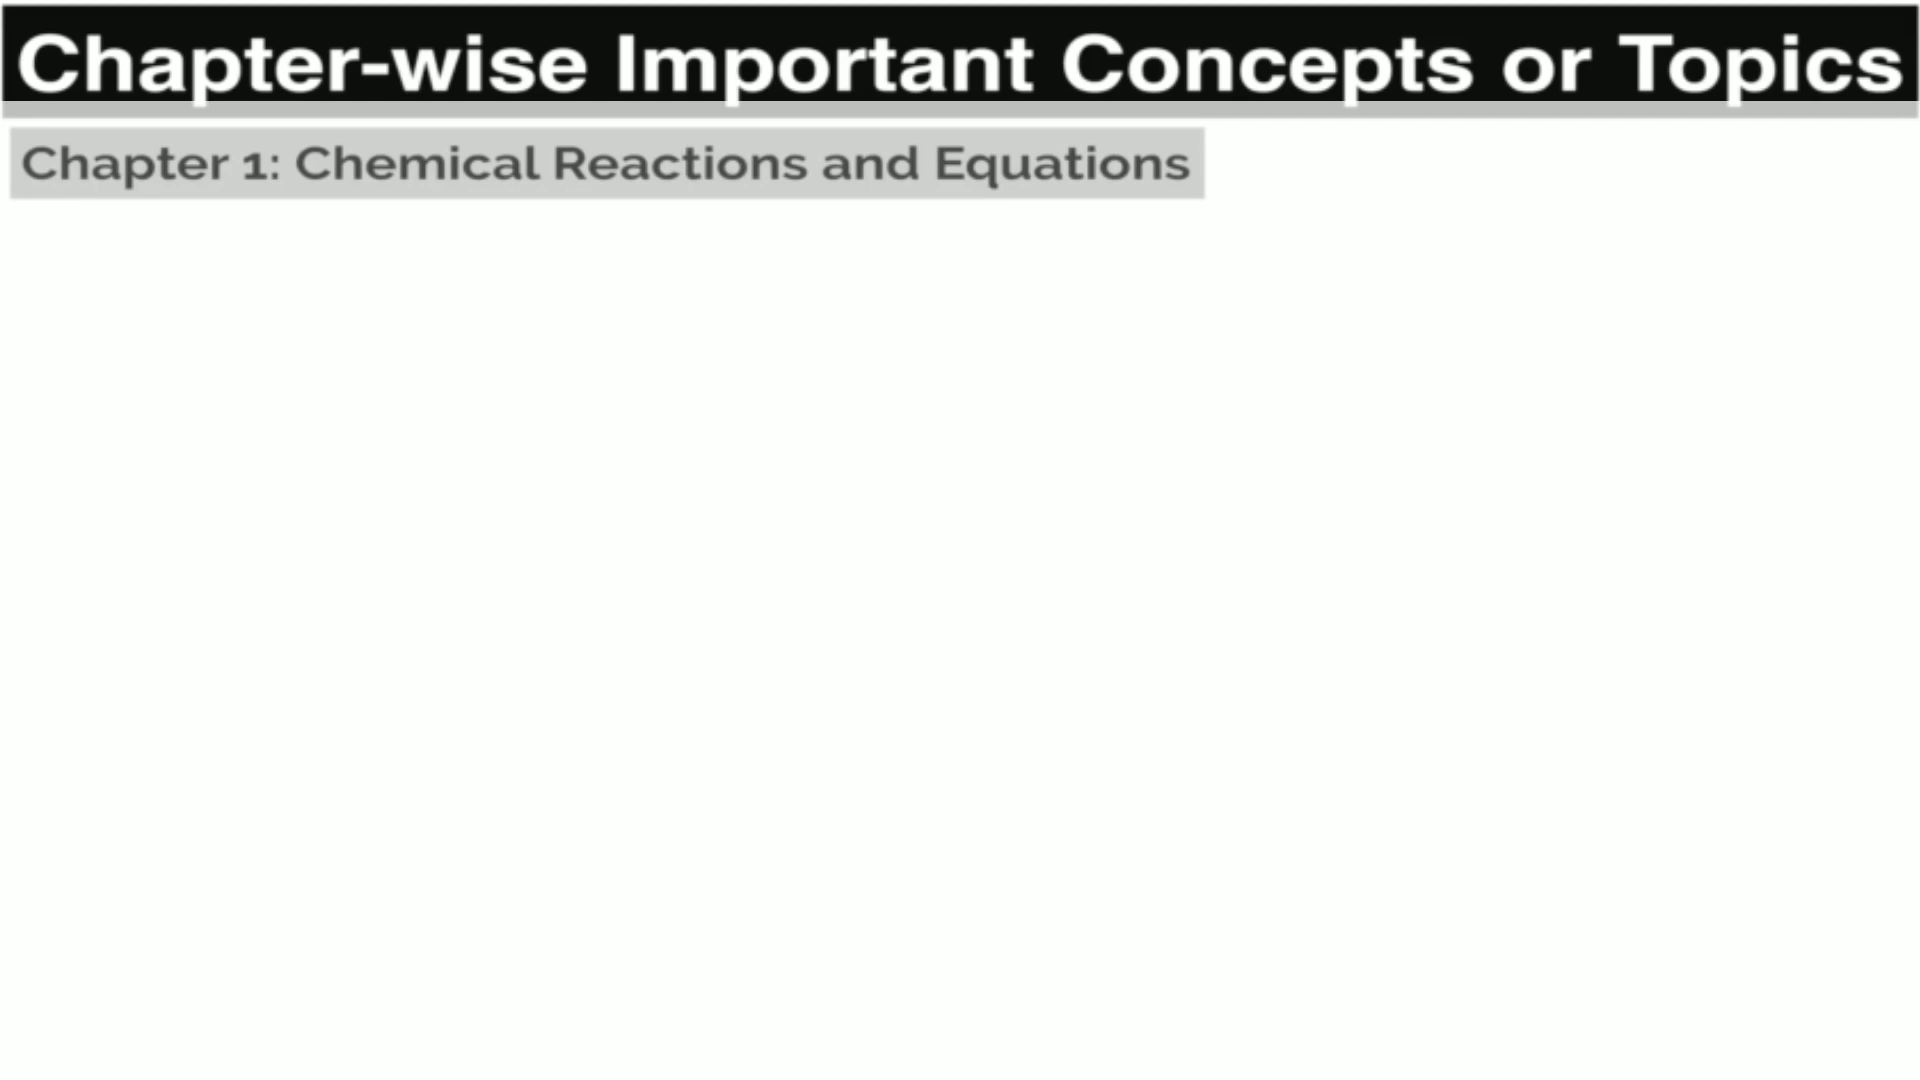 Chapter-wise Important Concepts or Topics
Chapter 1: Chemical Reactions and Equations